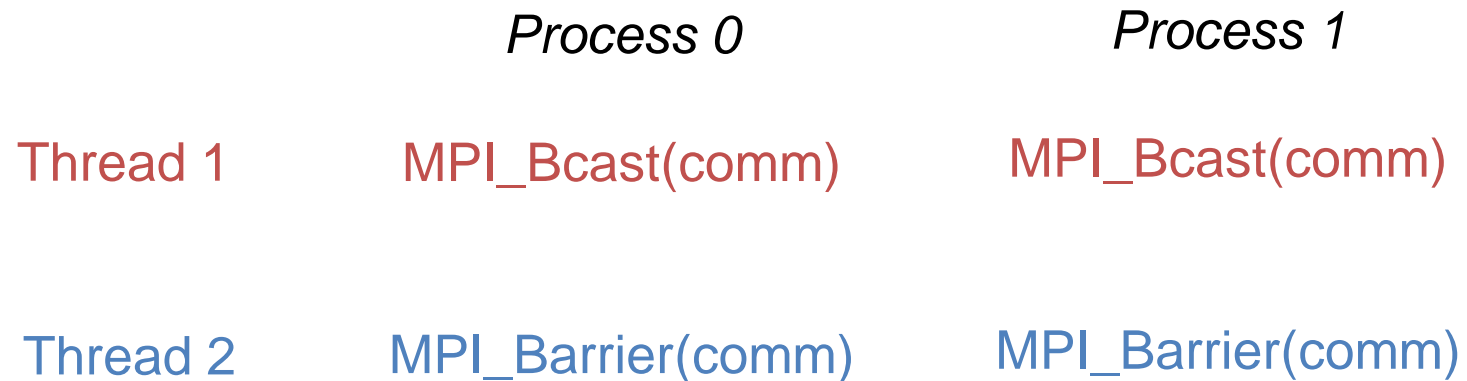 Process 0 Process 1
Thread 1 MPI_Bcast(comm) MPI_Bcast(comm)
Thread 2 MPI_Barrier(comm) MPI_Barrier(comm)